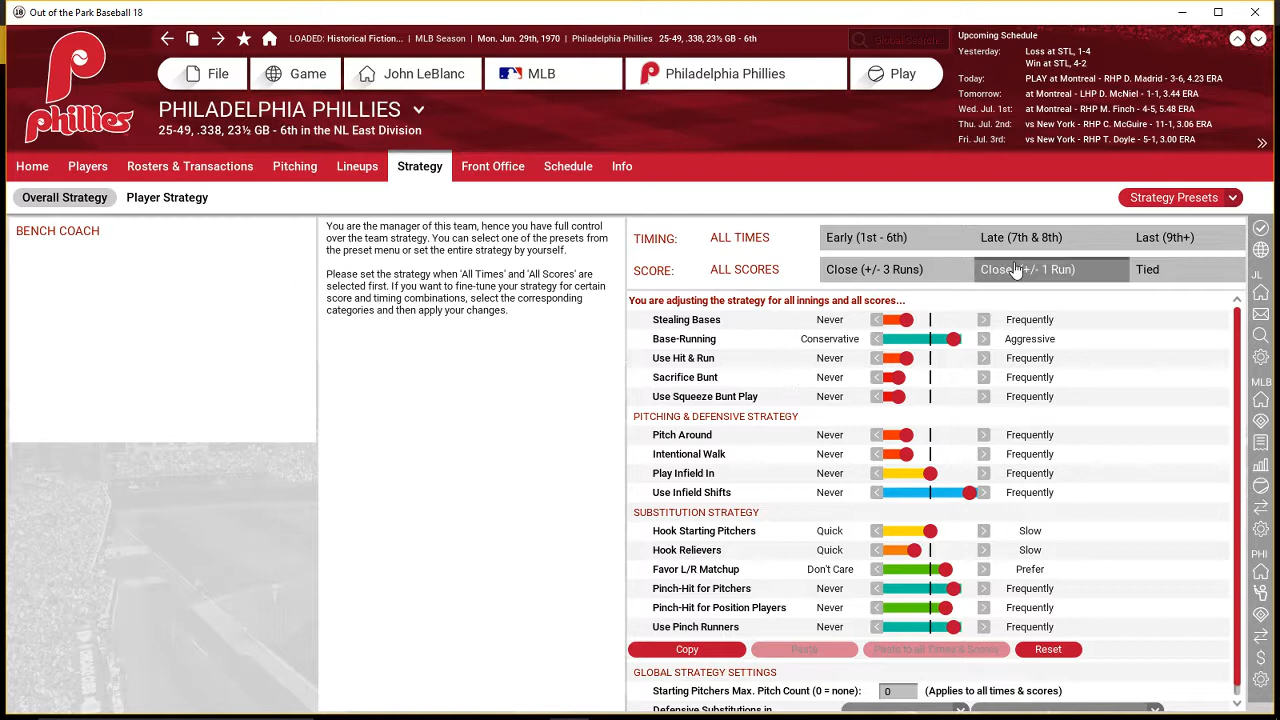 18 Out of the Park Baseball 18
LOADED: Historical Fiction... | MLB Season | Mon. Jun. 29th, 1970 | Philadelphia Phillies 25-49, .338, 23½ GB - 6th
Global Search...
Phillies
File
Game
John LeBlanc
MLB
Philadelphia Phillies
Play
PHILADELPHIA PHILLIES
25-49, .338, 23½ GB - 6th in the NL East Division
Upcoming Schedule
Yesterday: Loss at STL, 1-4
Win at STL, 4-2
Today: PLAY at Montreal - RHP D. Madrid - 3-6, 4.23 ERA
Tomorrow: at Montreal - LHP D. McNiel - 1-1, 3.44 ERA
Wed. Jul. 1st: at Montreal - RHP M. Finch - 4-5, 5.48 ERA
Thu. Jul. 2nd: vs New York - RHP C. McGuire - 11-1, 3.06 ERA
Fri. Jul. 3rd: vs New York - RHP T. Doyle - 5-1, 3.00 ERA
Home Players Rosters & Transactions Pitching Lineups Strategy Front Office Schedule Info
Overall Strategy Player Strategy
Strategy Presets
BENCH COACH
You are the manager of this team, hence you have full control
over the team strategy. You can select one of the presets from
the preset menu or set the entire strategy by yourself.
Please set the strategy when 'All Times' and 'All Scores' are
selected first. If you want to fine-tune your strategy for certain
score and timing combinations, select the corresponding
categories and then apply your changes.
TIMING: ALL TIMES Early (1st - 6th) Late (7th & 8th) Last (9th+)
SCORE: ALL SCORES Close (+/- 3 Runs) Close (+/- 1 Run) Tied
You are adjusting the strategy for all innings and all scores...
Stealing Bases Never Frequently
Base-Running Conservative Aggressive
Use Hit & Run Never Frequently
Sacrifice Bunt Never Frequently
Use Squeeze Bunt Play Never Frequently
PITCHING & DEFENSIVE STRATEGY
Pitch Around Never Frequently
Intentional Walk Never Frequently
Play Infield In Never Frequently
Use Infield Shifts Never Frequently
SUBSTITUTION STRATEGY
Hook Starting Pitchers Quick Slow
Hook Relievers Quick Slow
Favor L/R Matchup Don't Care Prefer
Pinch-Hit for Pitchers Never Frequently
Pinch-Hit for Position Players Never Frequently
Use Pinch Runners Never Frequently
Copy Paste Paste to all Times & Scores Reset
GLOBAL STRATEGY SETTINGS
Starting Pitchers Max. Pitch Count (0 = none): 0 (Applies to all times & scores)
Defensive Substitutions in
JL
MLB
PHI